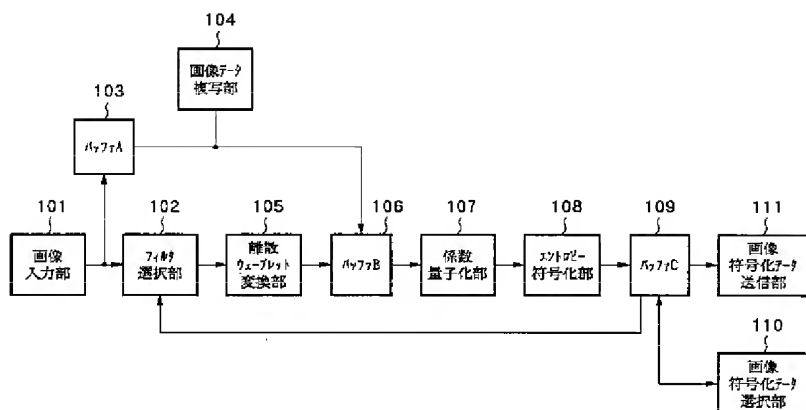 104
画像データ
複写部
103
バッファA
101
画像
入力部
102
フィルタ
選択部
105
離散
ウェーブレット
変換部
106
バッファB
107
係数
量子化部
108
エントロピー
符号化部
109
バッファC
111
画像
符号化データ
送信部
110
画像
符号化データ
選択部